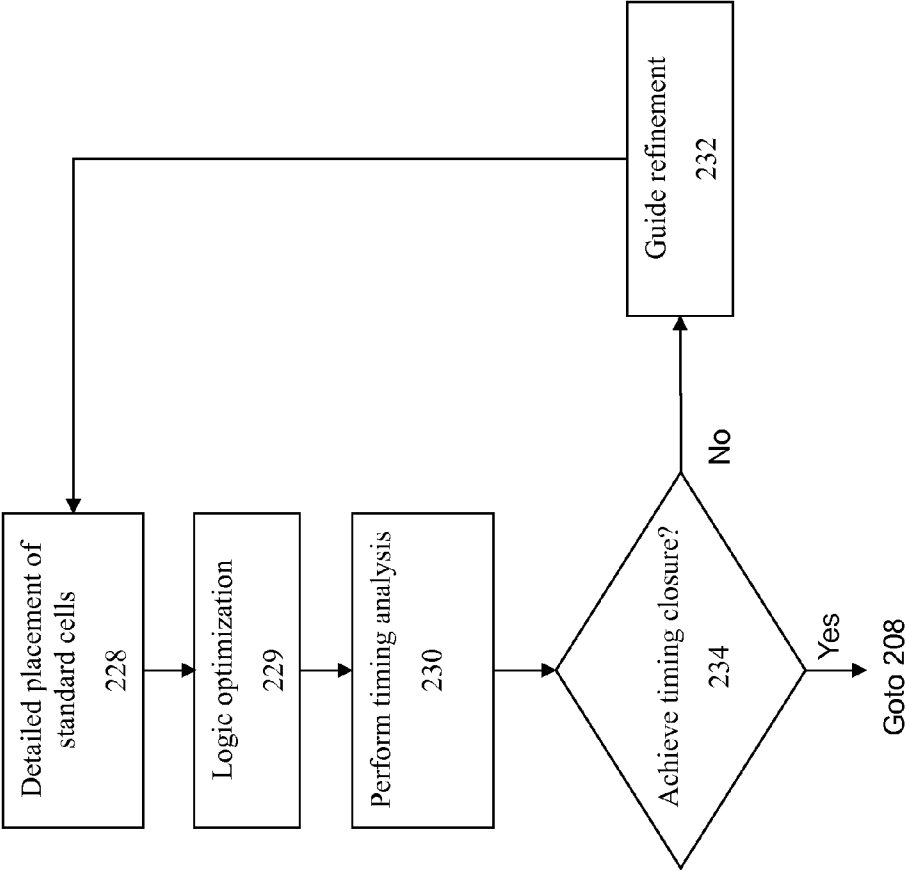 Detailed placement of
standard cells
228
Logic optimization
229
Perform timing analysis
230
Achieve timing closure?
234
No
Guide refinement
232
Yes
Goto 208